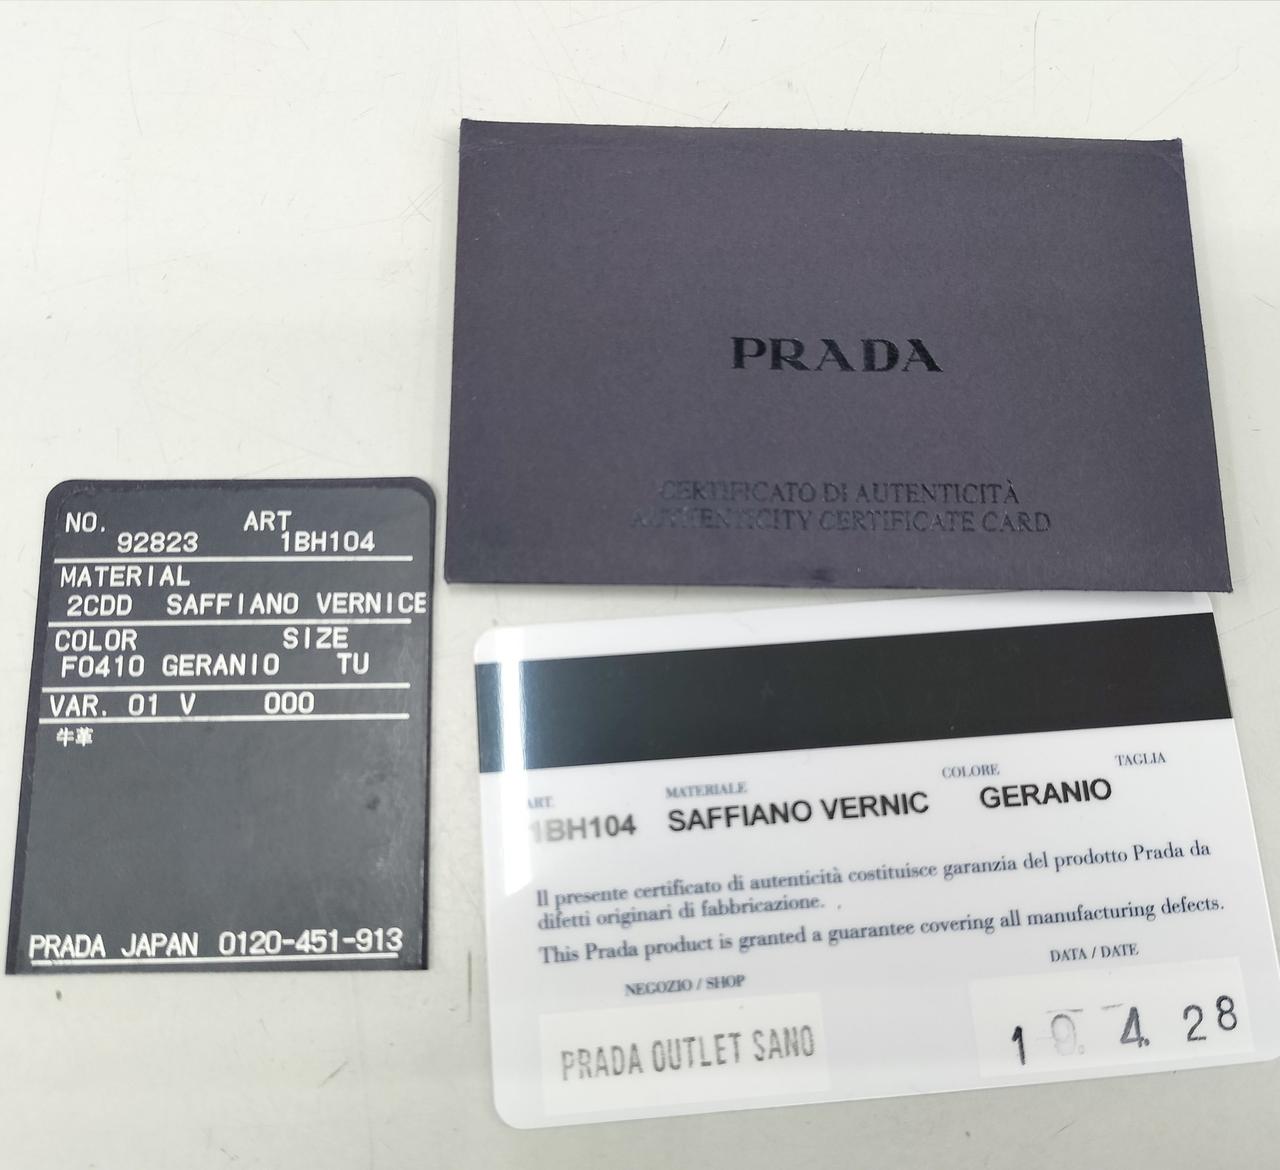 PRADA
CERTIFICATO DI AUTENTICITÀ
AUTHENTICITY CERTIFICATE CARD
NO. ART
92823 1BH104
MATERIAL
2CDD SAFFIANO VERNICE
COLOR SIZE
F0410 GERANIO TU
VAR. 01 V 000
牛革
PRADA JAPAN 0120-451-913
ART. MATERIALE COLORE TAGLIA
1BH104 SAFFIANO VERNIC GERANIO
Il presente certificato di autenticità costituisce garanzia del prodotto Prada da
difetti originari di fabbricazione.
This Prada product is granted a guarantee covering all manufacturing defects.
NEGOZIO / SHOP DATA / DATE
PRADA OUTLET SANO 19. 4. 28